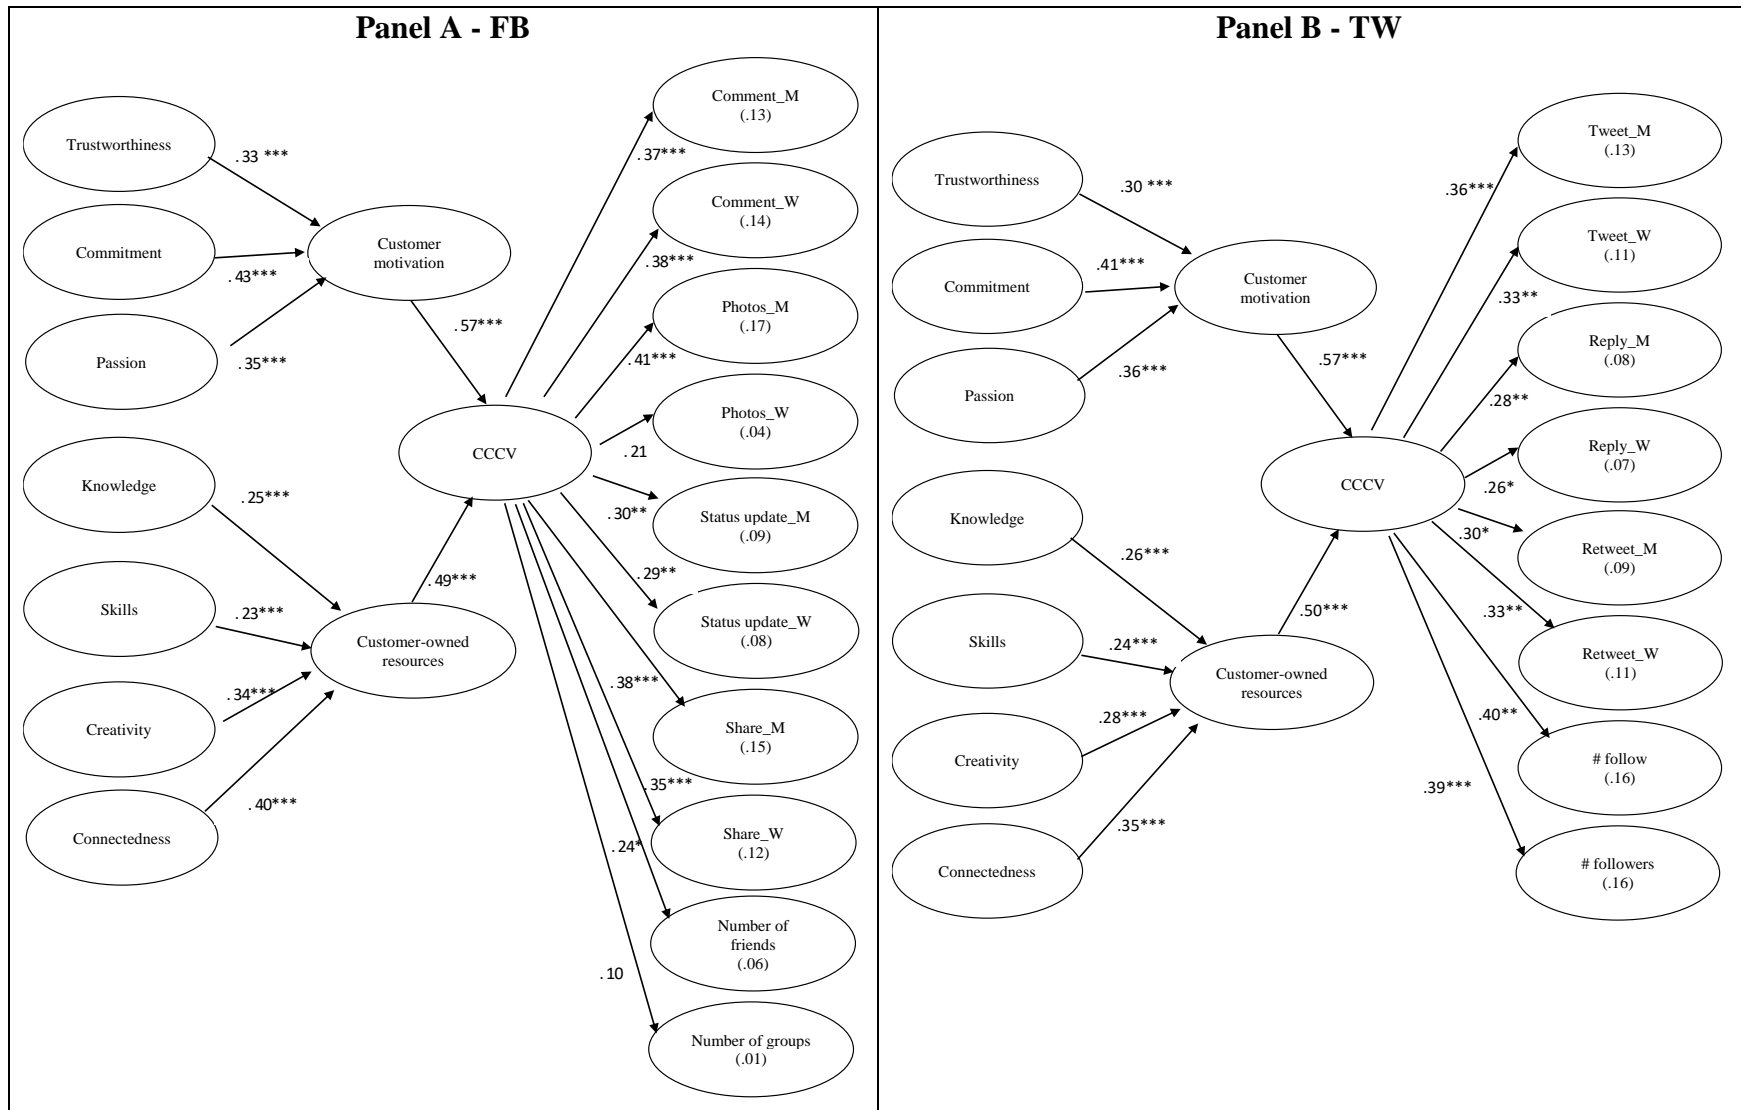 Panel A - FB
Trustworthiness
Commitment
Passion
Knowledge
Skills
Creativity
Connectedness
.33 ***
.43***
.35***
.25***
.23***
.34***
.40***
Customer
motivation
Customer-owned
resources
.57***
.49***
CCCV
.37***
.38***
.41***
.21
.30**
.29**
.38***
.35***
.24*
.10
Comment_M
(.13)
Comment_W
(.14)
Photos_M
(.17)
Photos_W
(.04)
Status update_M
(.09)
Status update_W
(.08)
Share_M
(.15)
Share_W
(.12)
Number of
friends
(.06)
Number of groups
(.01)
Panel B - TW
Trustworthiness
Commitment
Passion
Knowledge
Skills
Creativity
Connectedness
.30 ***
.41***
.36***
.26***
.24***
.28***
.35***
Customer
motivation
Customer-owned
resources
.57***
.50***
CCCV
.36***
.33**
.28**
.26*
.30*
.33**
.40**
.39***
Tweet_M
(.13)
Tweet_W
(.11)
Reply_M
(.08)
Reply_W
(.07)
Retweet_M
(.09)
Retweet_W
(.11)
# follow
(.16)
# followers
(.16)